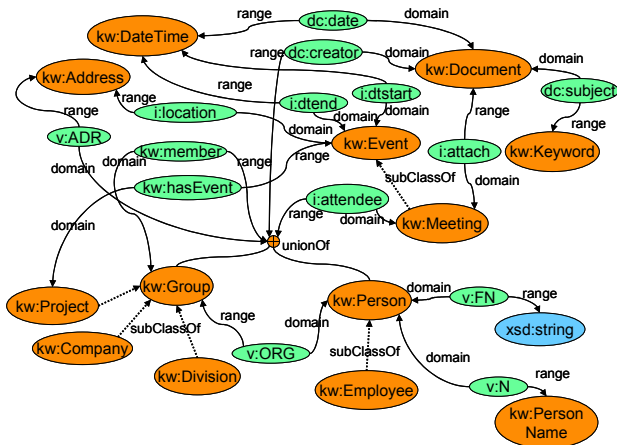 range
dc:date
domain
kw:DateTime
range
dc:creator
domain
kw:Document
domain
kw:Address
range
i:dtend
i:dtstart
dc:subject
range
i:location
domain
domain
range
v:ADR
domain
kw:Event
i:attach
kw:Keyword
domain
domain
kw:member
range
range
subClassOf
domain
kw:hasEvent
domain
i:attendee
range
domain
kw:Meeting
unionOf
kw:Group
kw:Person
domain
v:FN
range
kw:Project
subClassOf
range
domain
xsd:string
kw:Company
v:ORG
subClassOf
domain
kw:Division
kw:Employee
v:N
range
kw:Person
Name